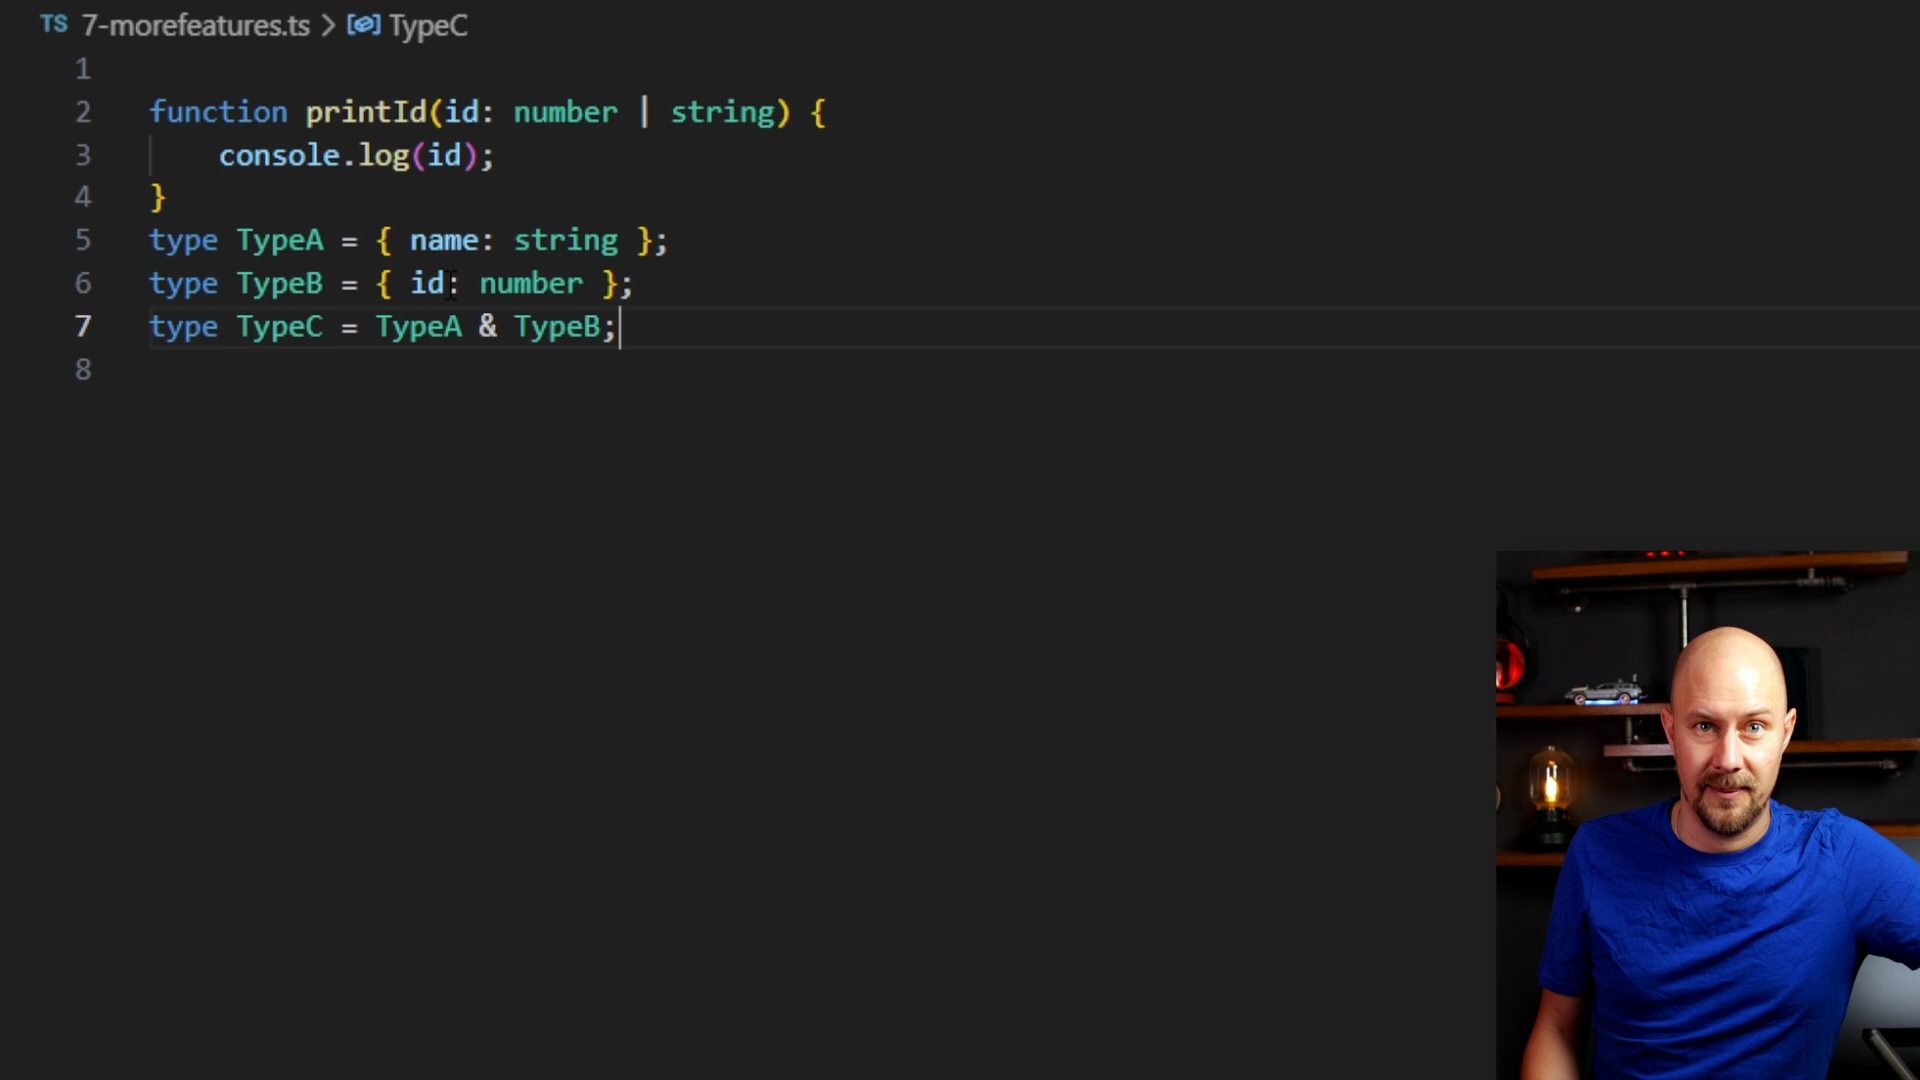 TS 7-morefeatures.ts > TypeC
1
2 function printId(id: number | string) {
3 console.log(id);
4 }
5 type TypeA = { name: string };
6 type TypeB = { id: number };
7 type TypeC = TypeA & TypeB;
8